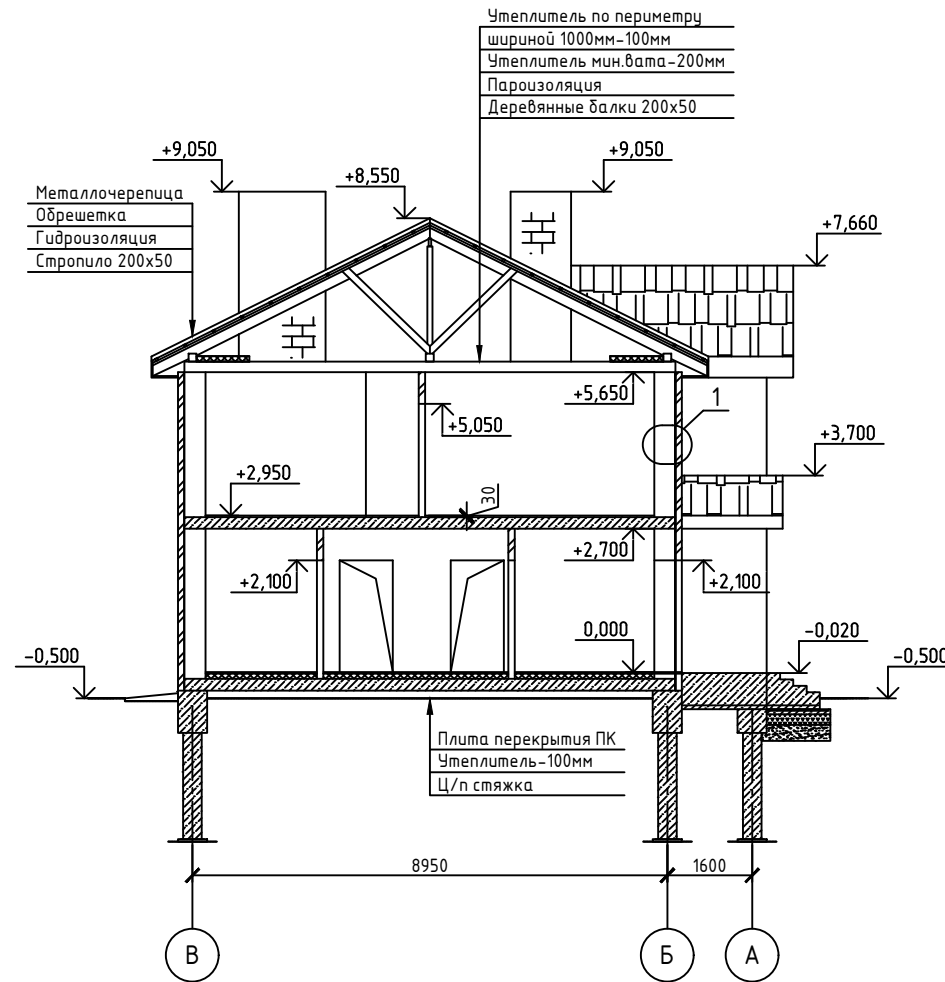 Утеплитель по периметру
шириной 1000мм-100мм
Утеплитель мин.вата-200мм
Пароизоляция
Деревянные балки 200х50
+9,050
+8,550
+9,050
Металлочерепица
Обрешетка
Гидроизоляция
Стропило 200х50
+7,660
+5,650
1
+5,050
+3,700
+2,950
30
+2,700
+2,100
+2,100
0,000
-0,020
-0,500
-0,500
Плита перекрытия ПК
Утеплитель-100мм
Ц/п стяжка
8950
1600
В
Б
А